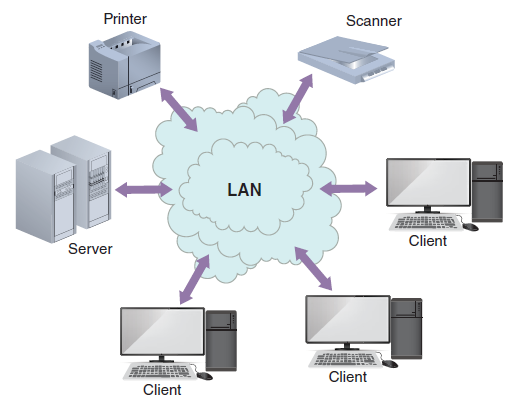 Printer
Scanner
LAN
Server
Client
Client
Client